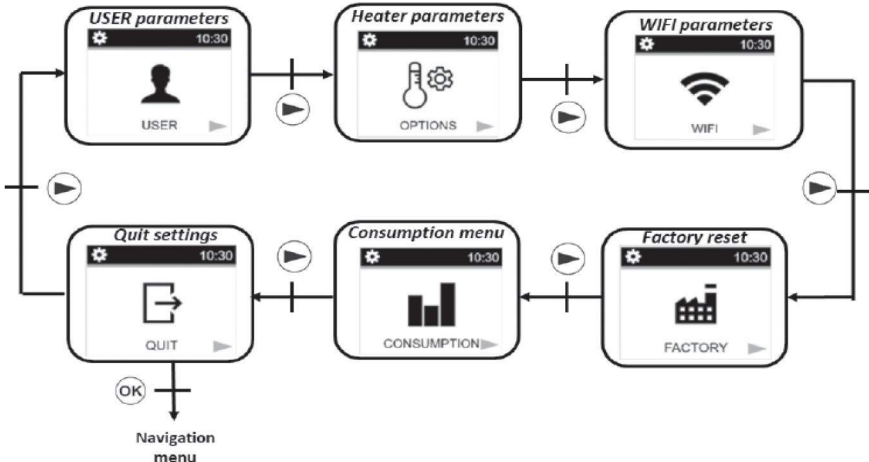 USER parameters
10:30
USER
Heater parameters
10:30
OPTIONS
WIFI parameters
10:30
WIFI
Quit settings
10:30
QUIT
Consumption menu
10:30
CONSUMPTION
Factory reset
10:30
FACTORY
OK
Navigation
menu